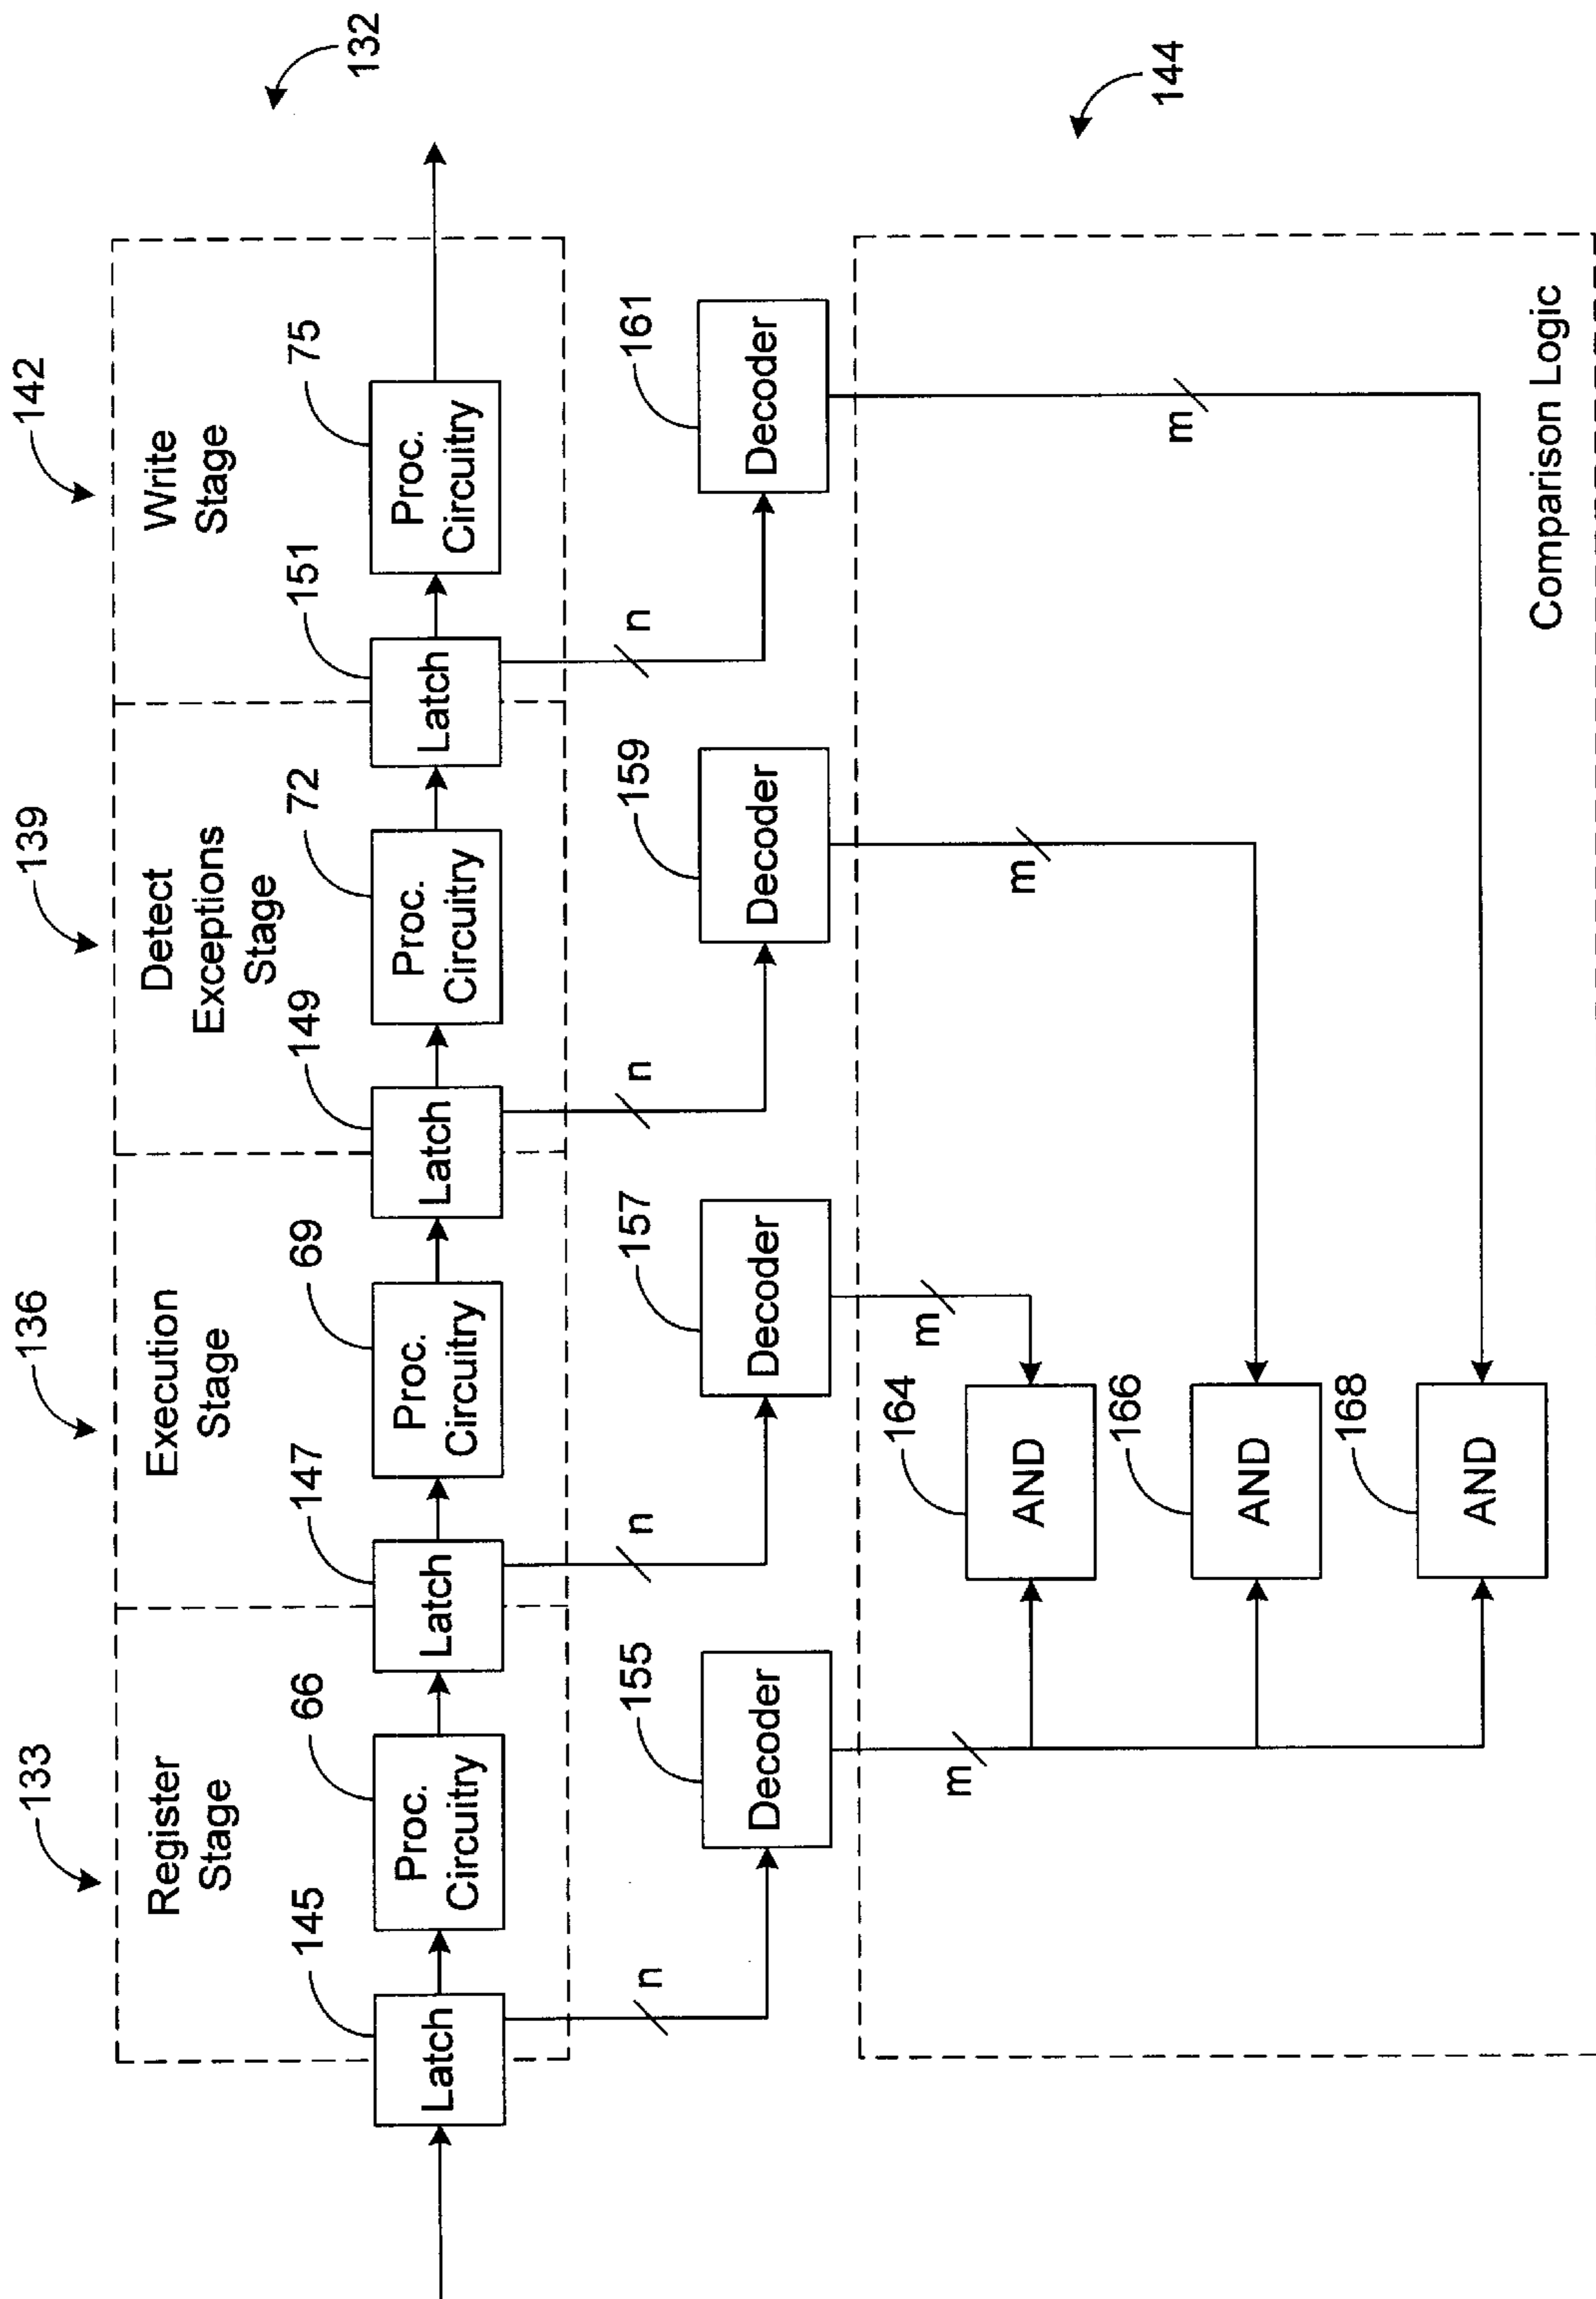 133
136
139
142
132
Register
Stage
Execution
Stage
Detect
Exceptions
Stage
Write
Stage
145
66
147
69
149
72
151
75
Latch
Proc.
Circuitry
Latch
Proc.
Circuitry
Latch
Proc.
Circuitry
Latch
Proc.
Circuitry
n
n
n
n
155
157
159
161
Decoder
Decoder
Decoder
Decoder
144
m
m
m
m
164
AND
166
AND
168
AND
Comparison Logic